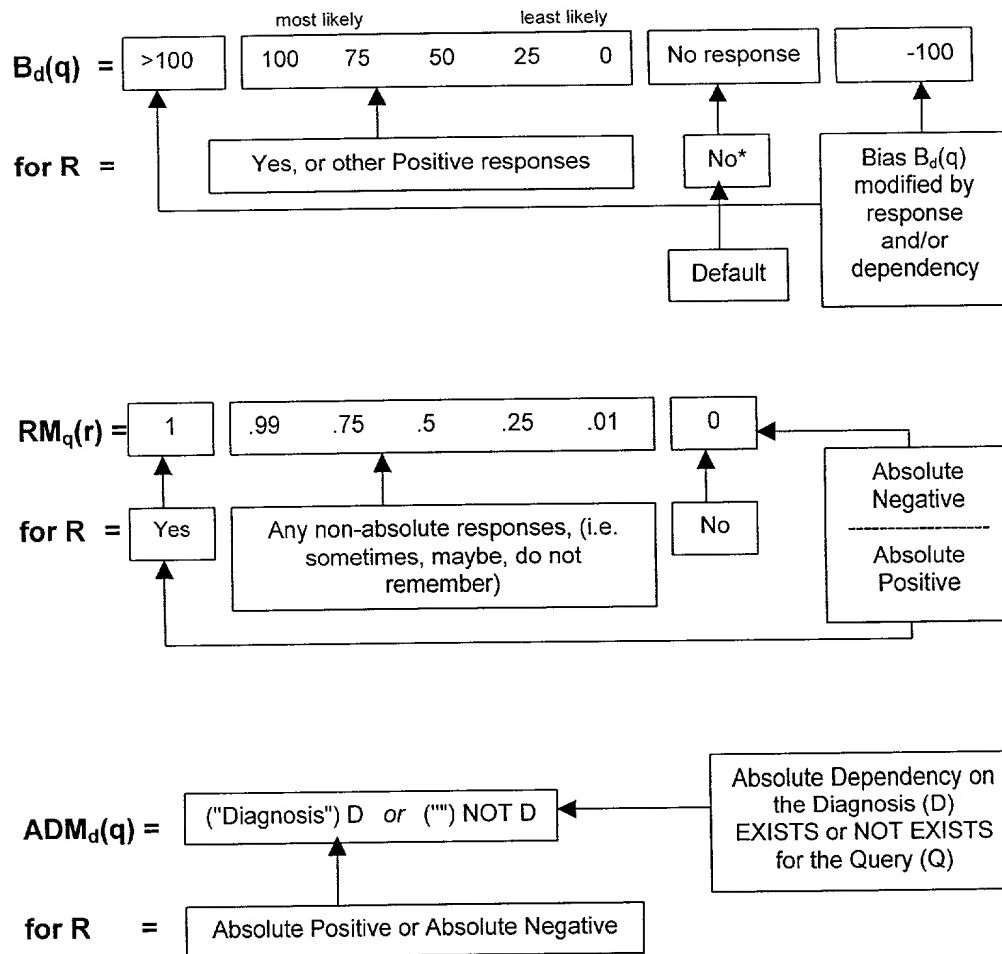 most likely least likely
B_d(q) = >100 100 75 50 25 0 No response -100
for R = Yes, or other Positive responses No* Bias B_d(q)
modified by
response
and/or
dependency
Default
RM_q(r) = 1 .99 .75 .5 .25 .01 0
Absolute
Negative
Absolute
Positive
for R = Yes Any non-absolute responses, (i.e.
sometimes, maybe, do not
remember)
No
Absolute Dependency on
the Diagnosis (D)
EXISTS or NOT EXISTS
for the Query (Q)
ADM_d(q) = ("Diagnosis") D or ("") NOT D
for R = Absolute Positive or Absolute Negative